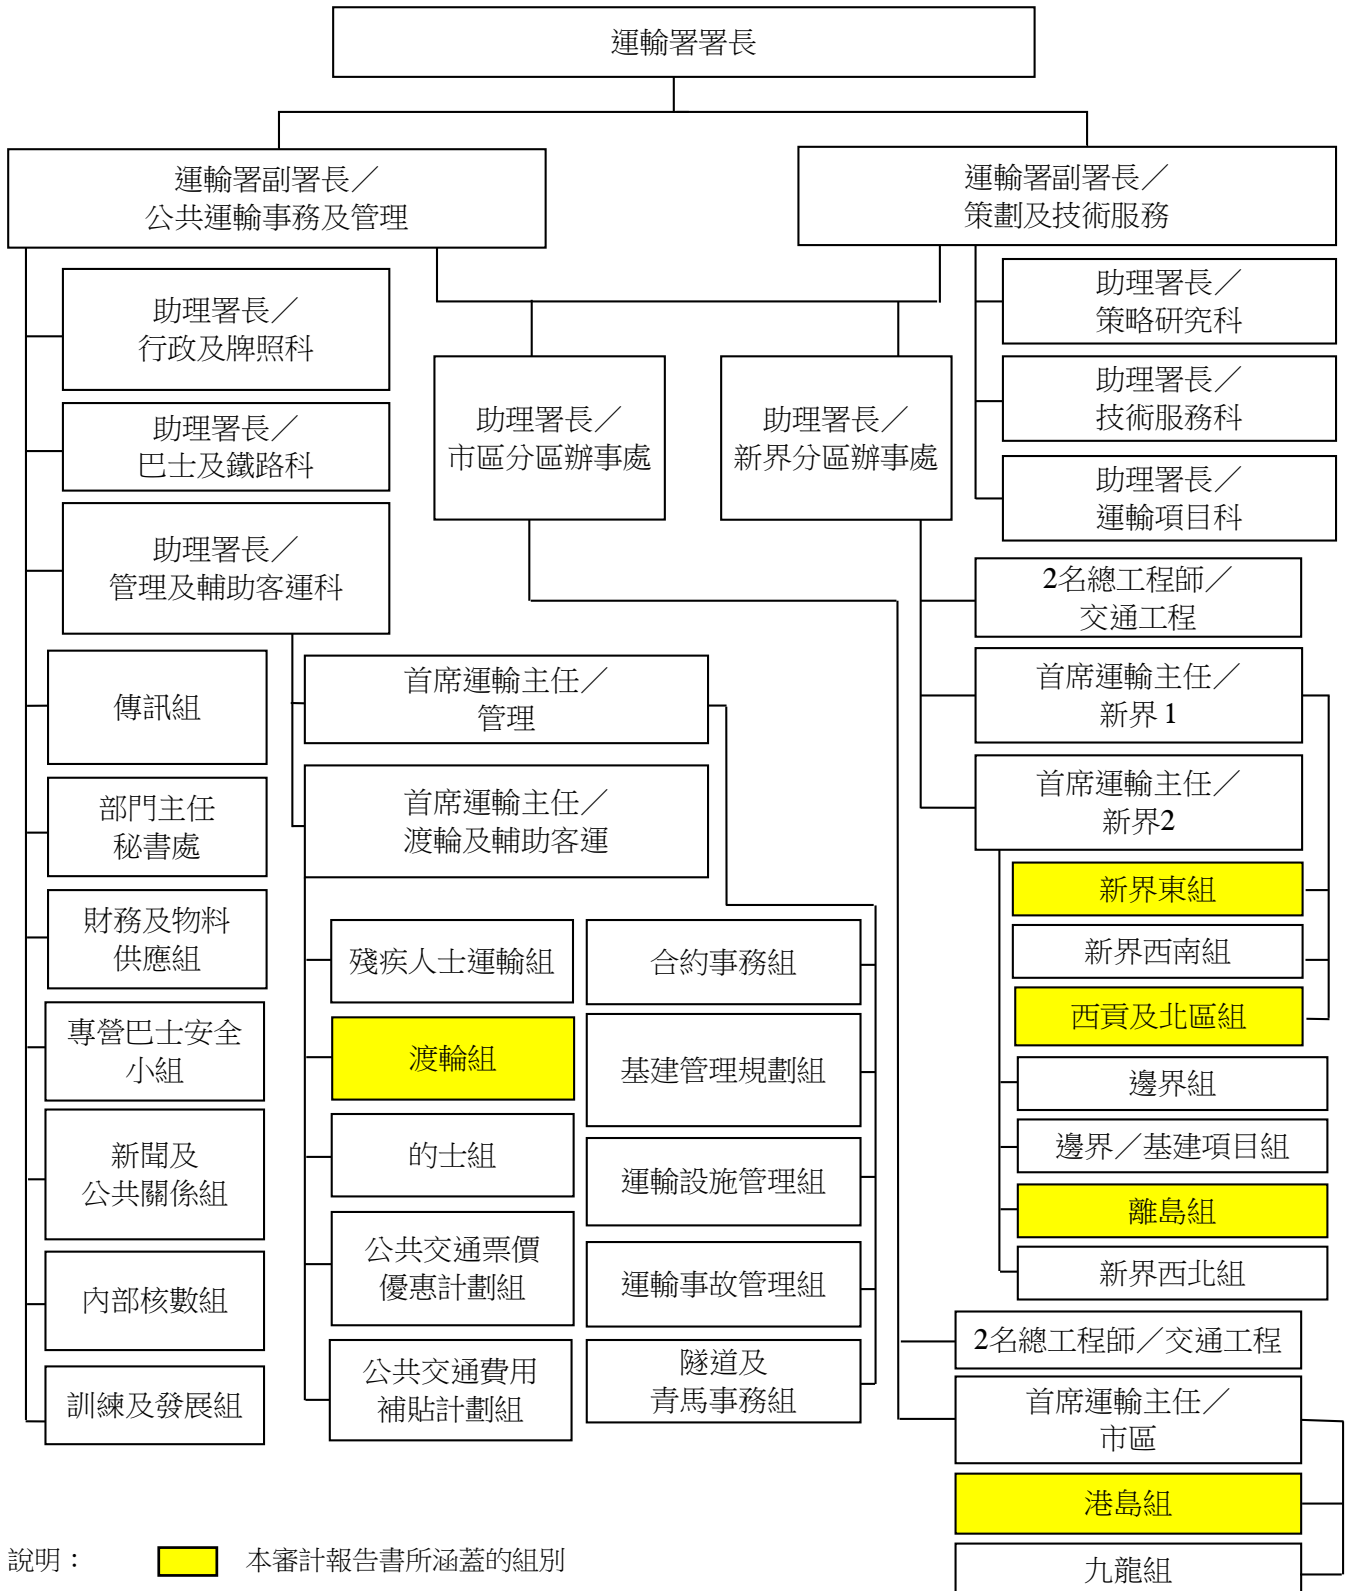 運輸署署長
運輸署副署長／
公共運輸事務及管理
運輸署副署長／
策劃及技術服務
助理署長／
行政及牌照科
助理署長／
巴士及鐵路科
助理署長／
管理及輔助客運科
助理署長／
市區分區辦事處
助理署長／
新界分區辦事處
助理署長／
策略研究科
助理署長／
技術服務科
助理署長／
運輸項目科
傳訊組
部門主任
秘書處
財務及物料
供應組
專營巴士安全
小組
新聞及
公共關係組
內部核數組
訓練及發展組
首席運輸主任／
管理
首席運輸主任／
渡輪及輔助客運
殘疾人士運輸組
渡輪組
的士組
公共交通票價
優惠計劃組
公共交通費用
補貼計劃組
合約事務組
基建管理規劃組
運輸設施管理組
運輸事故管理組
隧道及
青馬事務組
2名總工程師／
交通工程
首席運輸主任／
新界 1
首席運輸主任／
新界2
新界東組
新界西南組
西貢及北區組
邊界組
邊界／基建項目組
離島組
新界西北組
2名總工程師／交通工程
首席運輸主任／
市區
港島組
九龍組
說明：
本審計報告書所涵蓋的組別